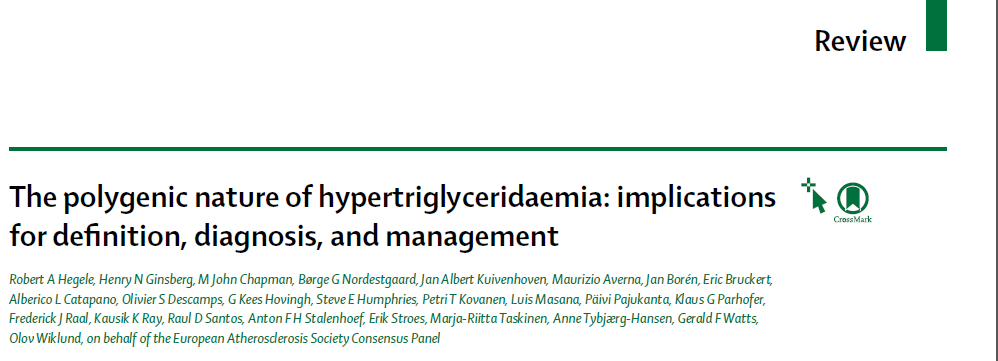 Review
The polygenic nature of hypertriglyceridaemia: implications
for definition, diagnosis, and management
CrossMark
Robert A Hegele, Henry N Ginsberg, M John Chapman, Børge G Nordestgaard, Jan Albert Kuivenhoven, Maurizio Averna, Jan Borén, Eric Bruckert,
Alberico L Catapano, Olivier S Descamps, G Kees Hovingh, Steve E Humphries, Petri T Kovanen, Luis Masana, Päivi Pajukanta, Klaus G Parhofer,
Frederick J Raal, Kausik K Ray, Raul D Santos, Anton F H Stalenhoef, Erik Stroes, Marja-Riitta Taskinen, Anne Tybjærg-Hansen, Gerald F Watts,
Olov Wiklund, on behalf of the European Atherosclerosis Society Consensus Panel